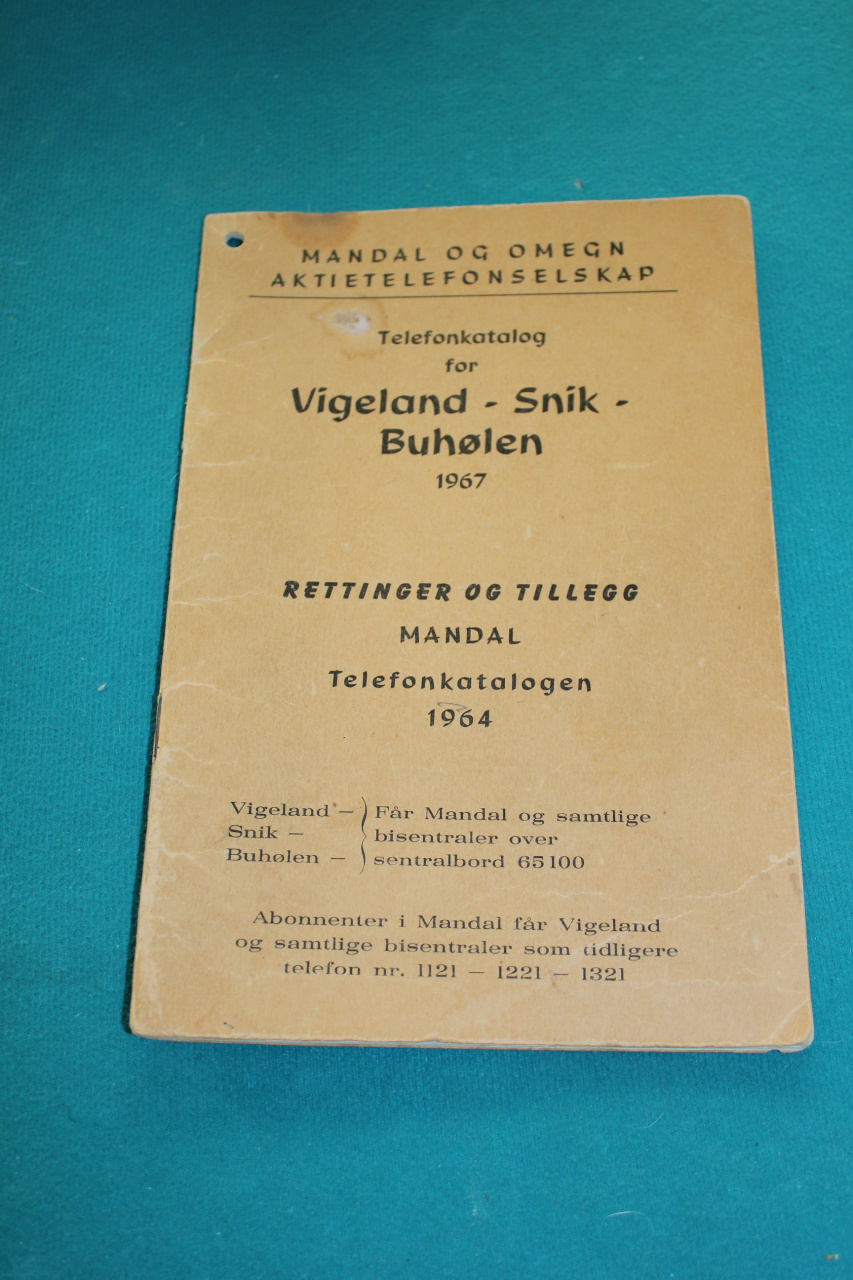 MANDAL OG OMEGN
AKTIETELEFONSELSKAP
Telefonkatalog
for
Vigeland - Snik -
Buhølen
1967
RETTINGER OG TILLEGG
MANDAL
Telefonkatalogen
1964
Vigeland – } Får Mandal og samtlige
Snik – } bisentraler over
Buhølen – } sentralbord 65100
Abonnenter i Mandal får Vigeland
og samtlige bisentraler som tidligere
telefon nr. 1121 – 1221 – 1321